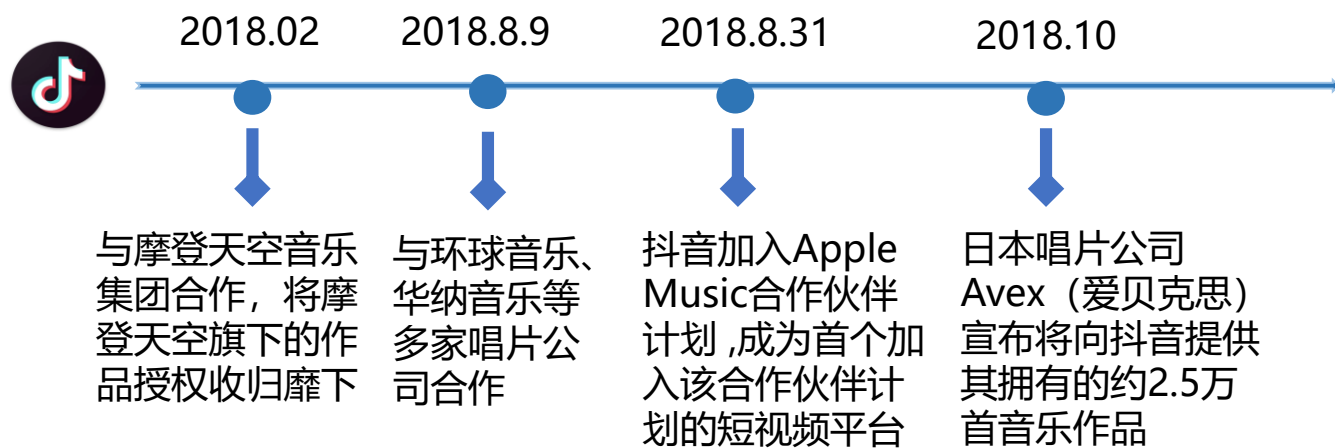 2018.02
2018.8.9
2018.8.31
2018.10
与摩登天空音乐
集团合作，将摩
登天空旗下的作
品授权收归靡下
与环球音乐、
华纳音乐等
多家唱片公
司合作
抖音加入Apple
Music合作伙伴
计划 ,成为首个加
入该合作伙伴计
划的短视频平台
日本唱片公司
Avex（爱贝克思）
宣布将向抖音提供
其拥有的约2.5万
首音乐作品